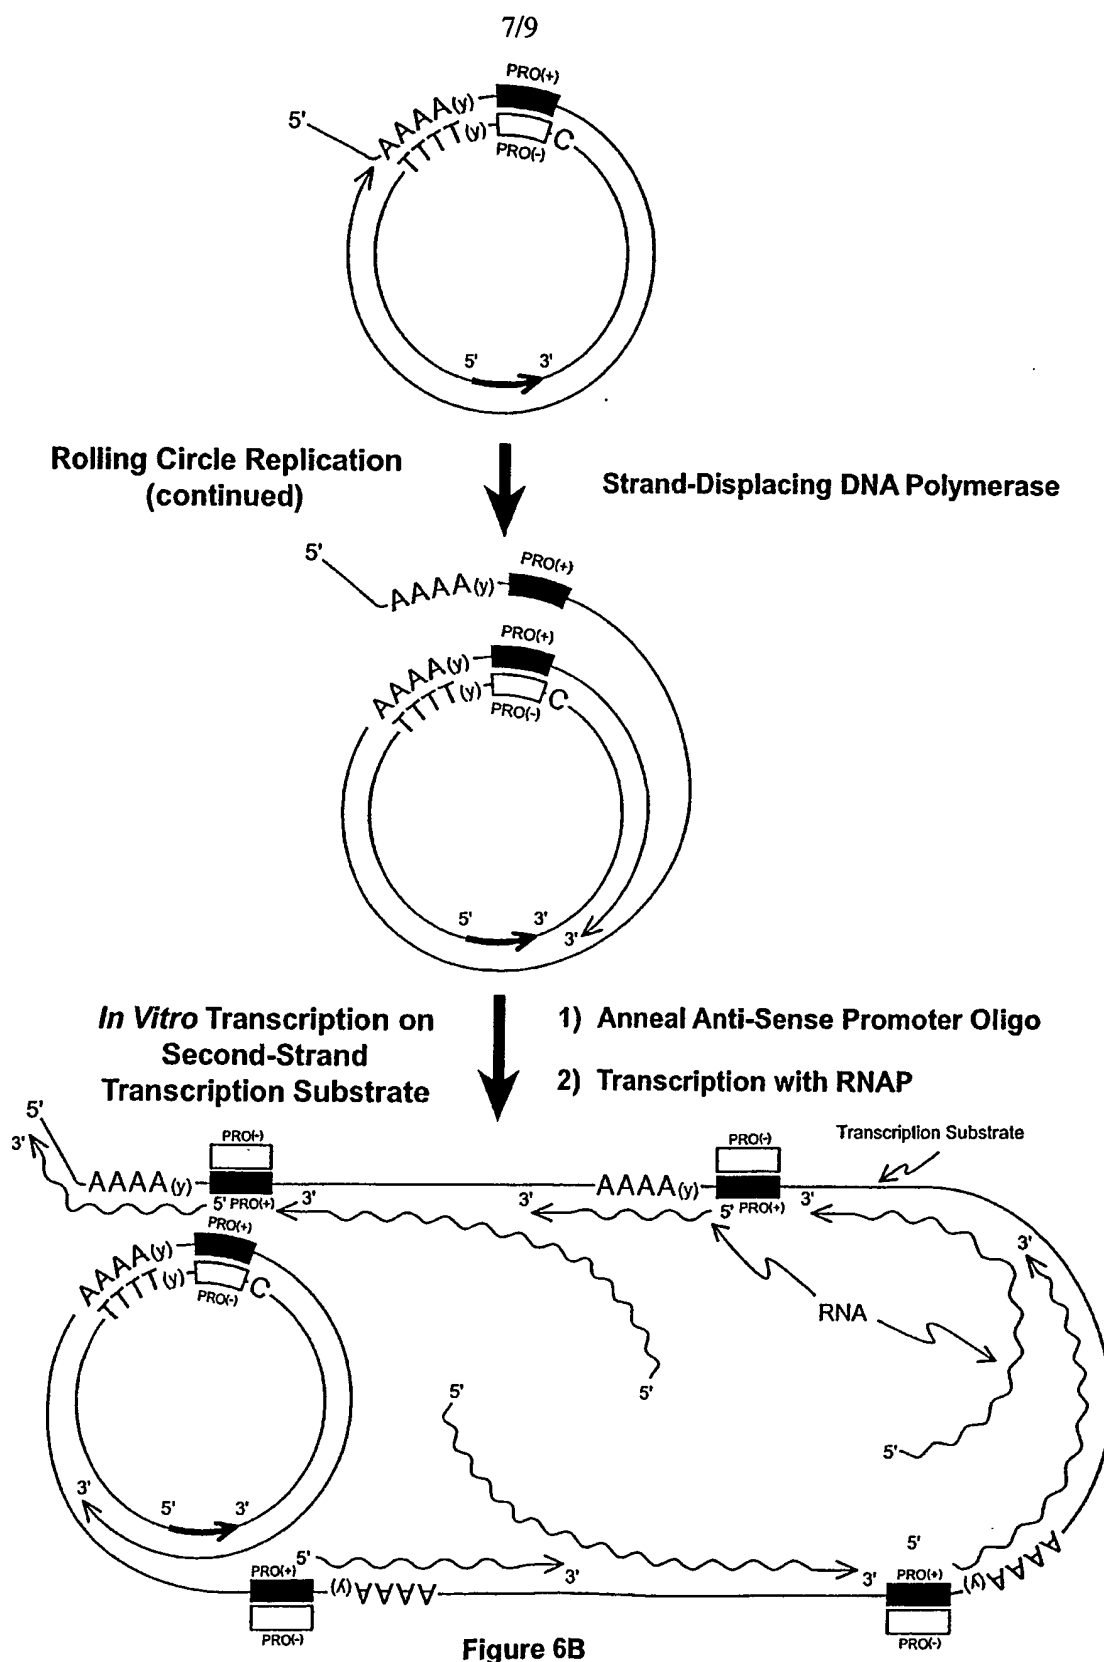 7/9
PRO(+)
5'
AAAA(y)
TTTT(y)
C
PRO(-)
5'
3'
Rolling Circle Replication
(continued)
Strand-Displacing DNA Polymerase
5'
PRO(+)
AAAA(y)
PRO(+)
AAAA(y)
TTTT(y)
C
PRO(-)
5'
3'
3'
In Vitro Transcription on
Second-Strand
Transcription Substrate
1) Anneal Anti-Sense Promoter Oligo
2) Transcription with RNAP
5'
3'
PRO(-)
PRO(-)
Transcription Substrate
AAAA(y)
AAAA(y)
5'
PRO(+)
3'
3'
5'
PRO(+)
3'
PRO(+)
AAAA(y)
TTTT(y)
C
PRO(-)
3'
RNA
5'
5'
5'
3'
5'
3'
5'
PRO(+)
5'
3'
3'
PRO(+)
AAAA(y)
AAAA(y)
PRO(-)
PRO(-)
Figure 6B